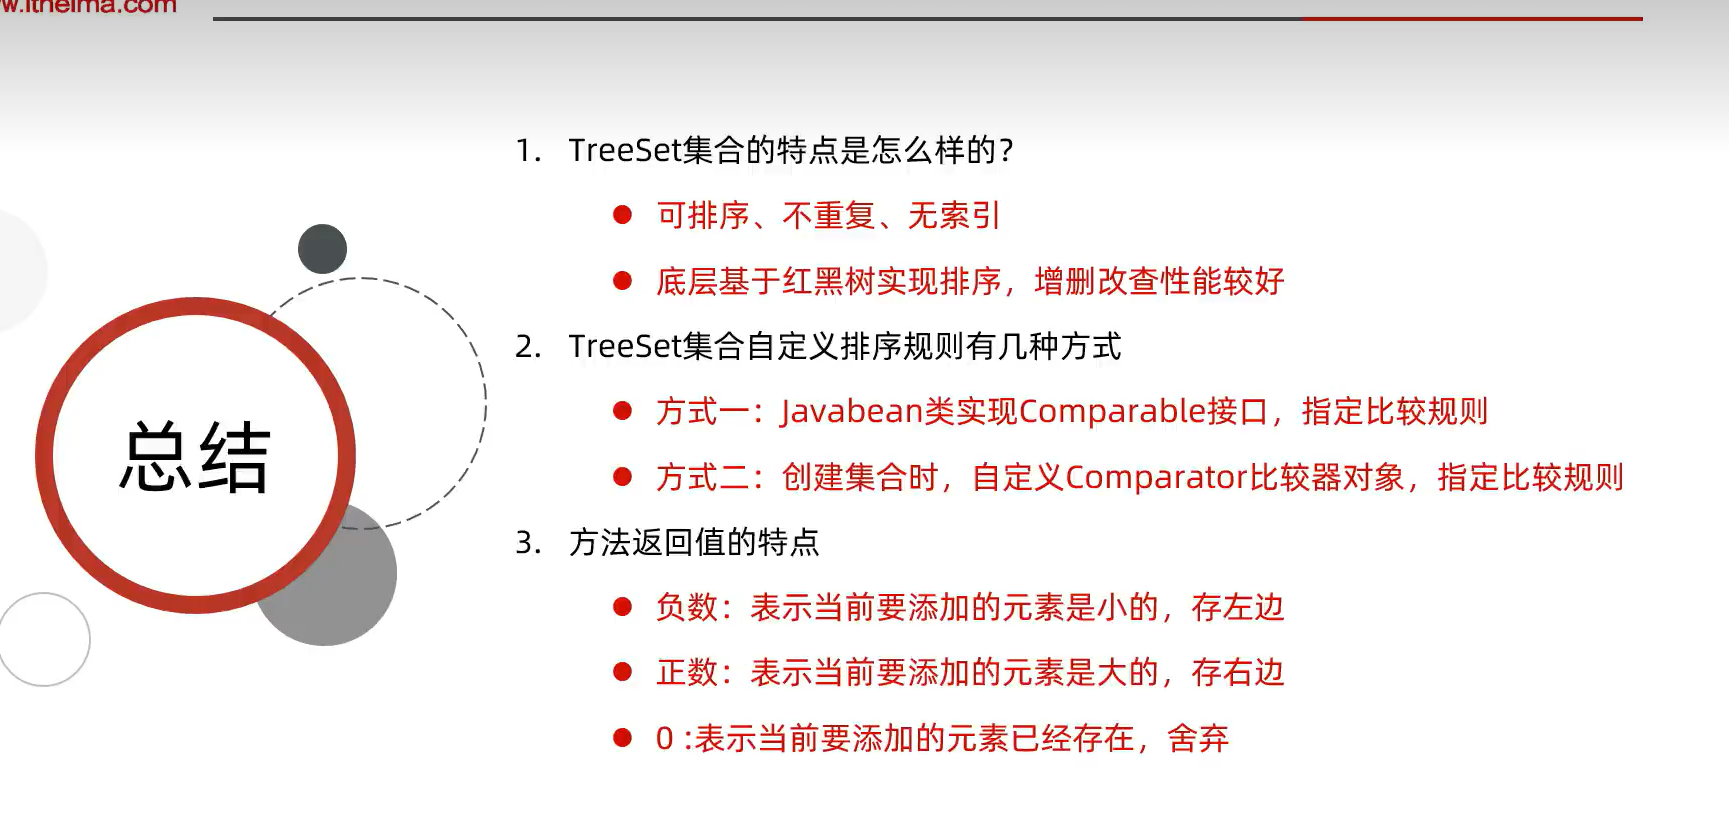 w.itheima.com
总结
1. TreeSet集合的特点是怎么样的？
可排序、不重复、无索引
底层基于红黑树实现排序，增删改查性能较好
2. TreeSet集合自定义排序规则有几种方式
方式一：Javabean类实现Comparable接口，指定比较规则
方式二：创建集合时，自定义Comparator比较器对象，指定比较规则
3. 方法返回值的特点
负数：表示当前要添加的元素是小的，存左边
正数：表示当前要添加的元素是大的，存右边
0 :表示当前要添加的元素已经存在，舍弃